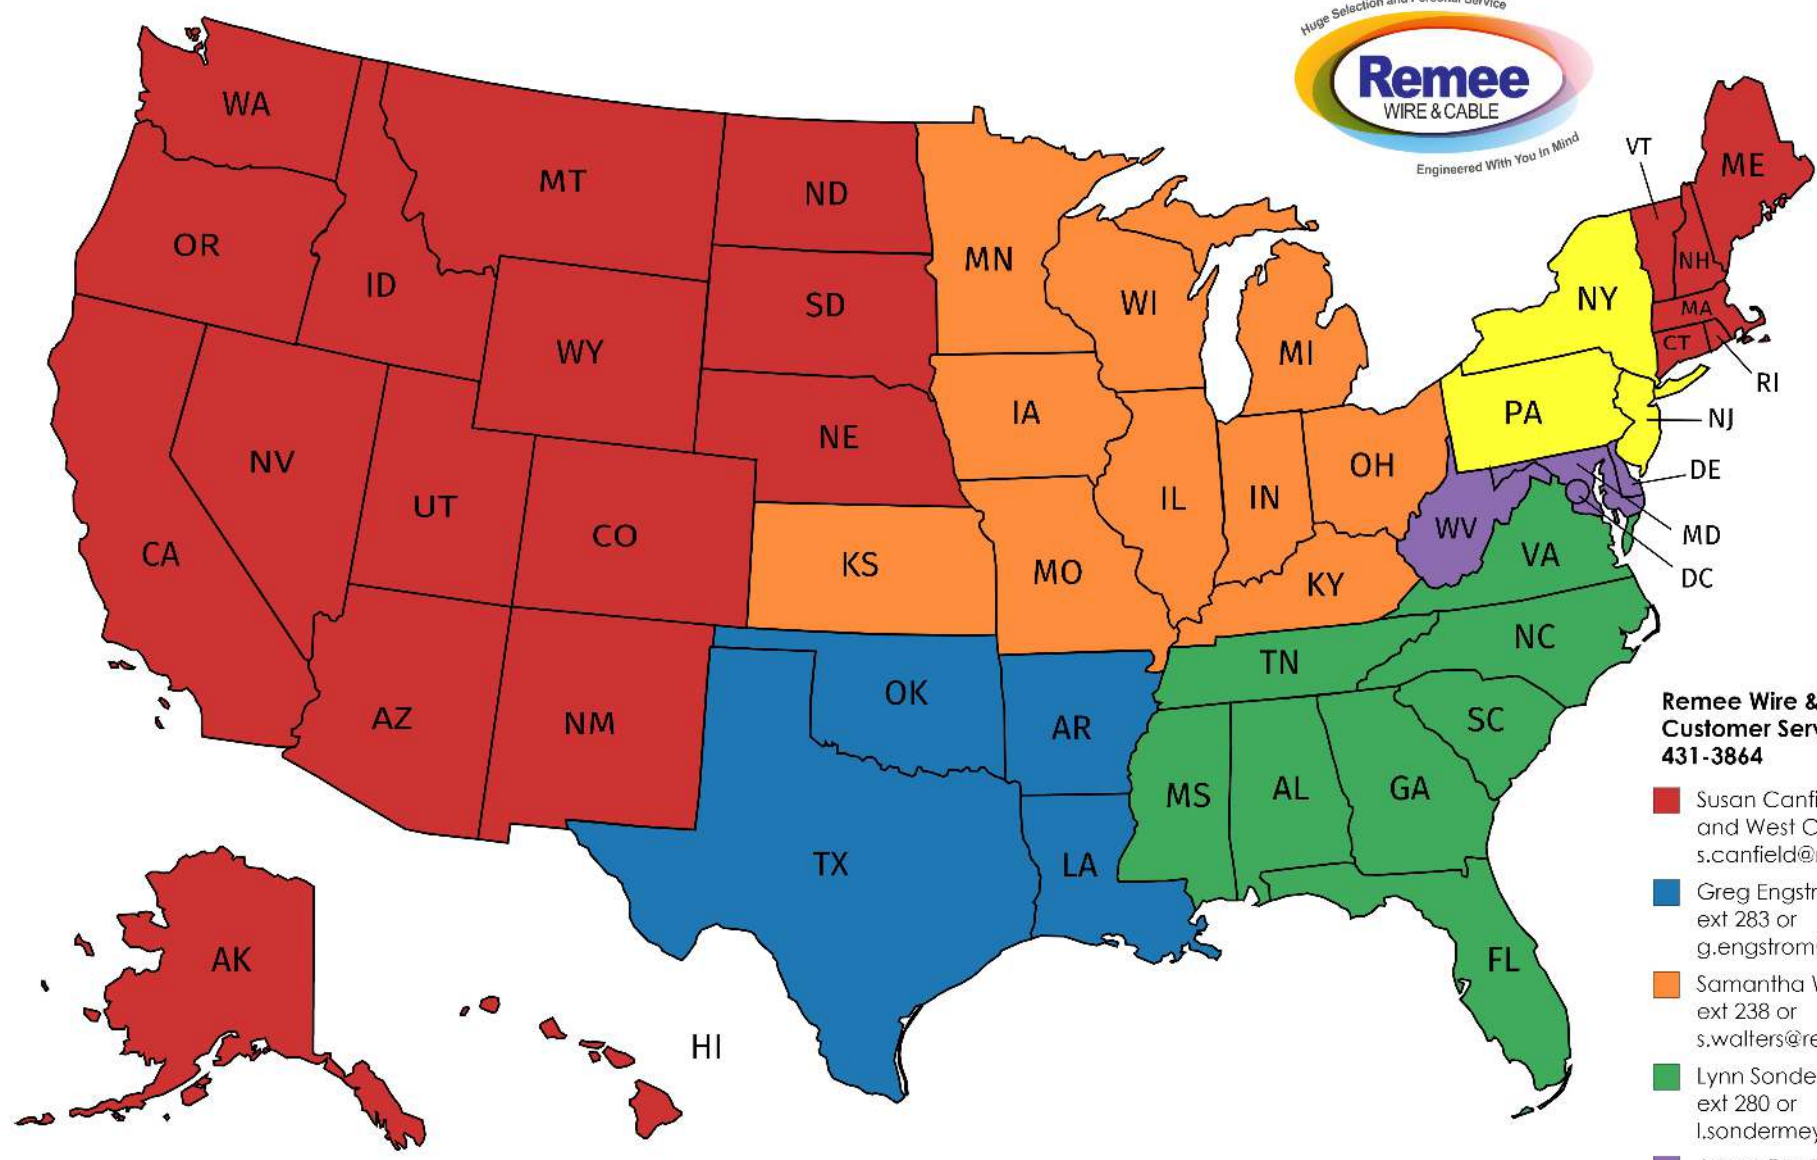 Huge Selection and Personal Service
Remee
WIRE & CABLE
Engineered With You In Mind
WA
OR
CA
NV
ID
MT
WY
UT
CO
AZ
NM
ND
SD
NE
KS
OK
TX
MN
IA
MO
AR
LA
WI
IL
MI
IN
OH
KY
TN
MS
AL
GA
FL
SC
NC
VA
WV
PA
NY
VT
ME
NH
MA
CT
RI
NJ
DE
MD
DC
AK
HI
Remee Wire &
Customer Serv
431-3864
Susan Canfi
and West C
s.canfield@
Greg Engstr
ext 283 or
g.engstrom
Samantha W
ext 238 or
s.walters@re
Lynn Sonde
ext 280 or
l.sondermey